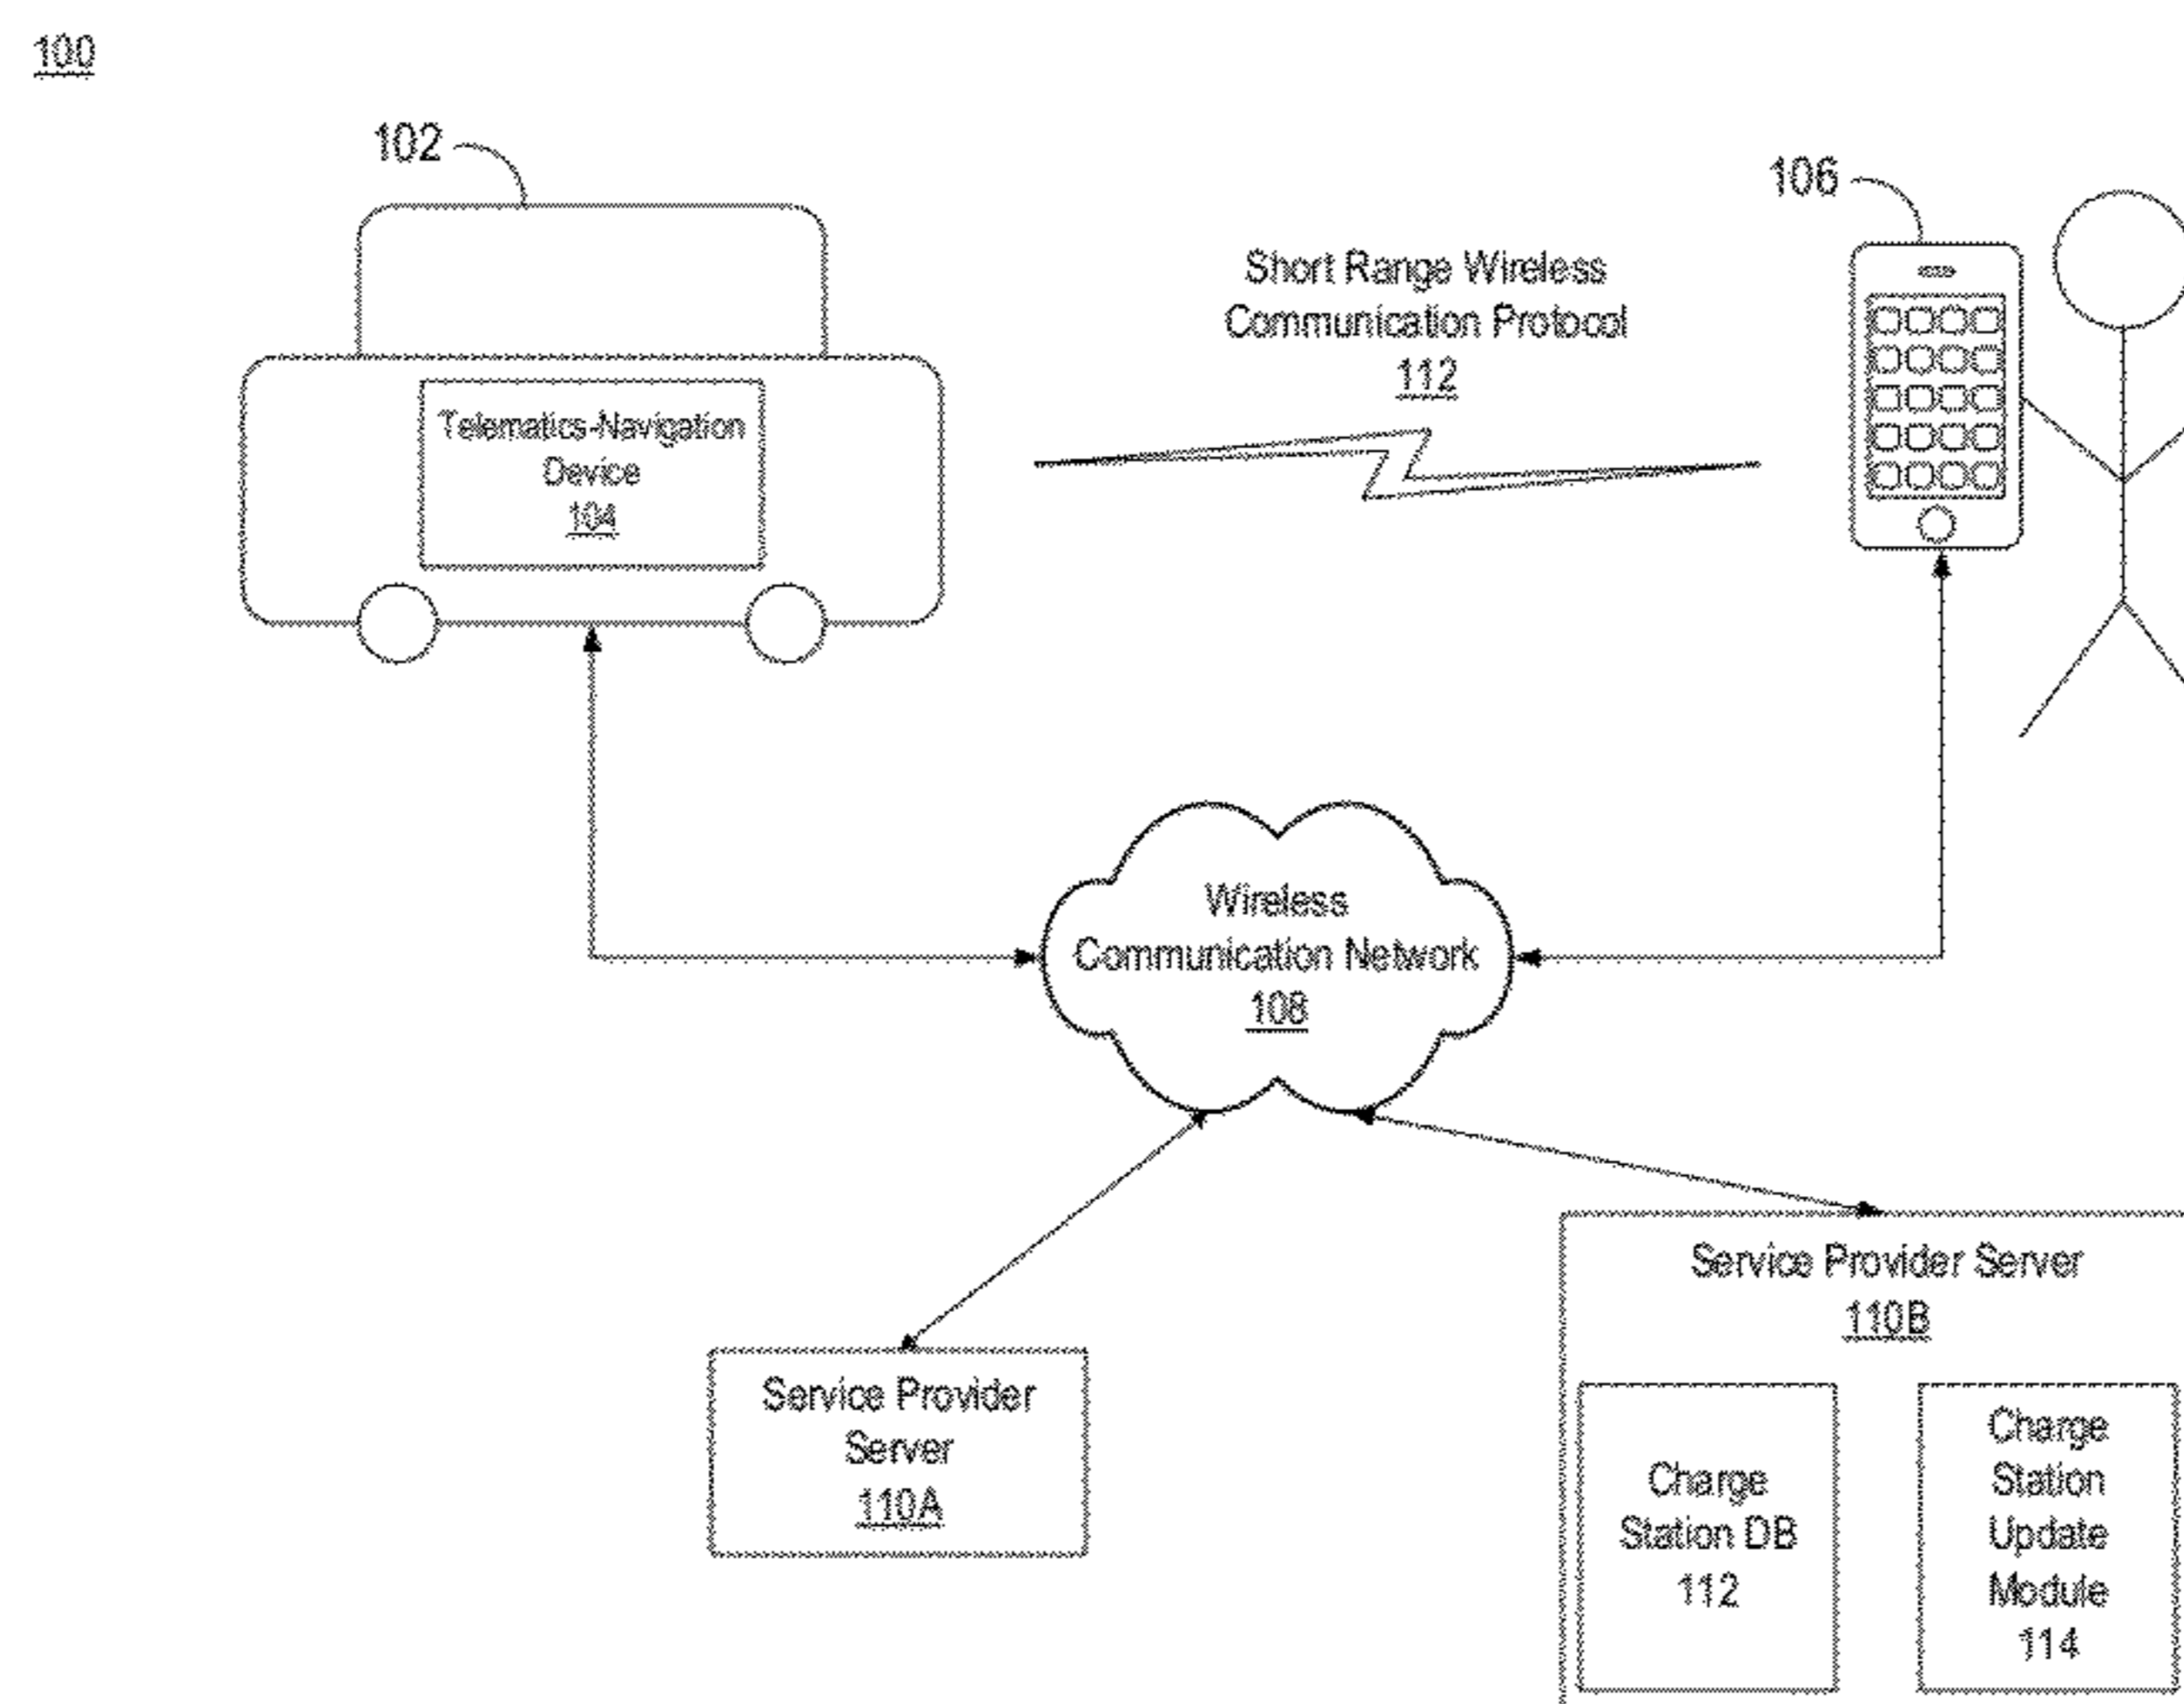 100
102
106
Short Range Wireless
Communication Protocol
112
Telematics-Navigation
Device
104
Wireless
Communication Network
108
Service Provider Server
110B
Service Provider
Server
110A
Charge
Station DB
112
Charge
Station
Update
Module
114